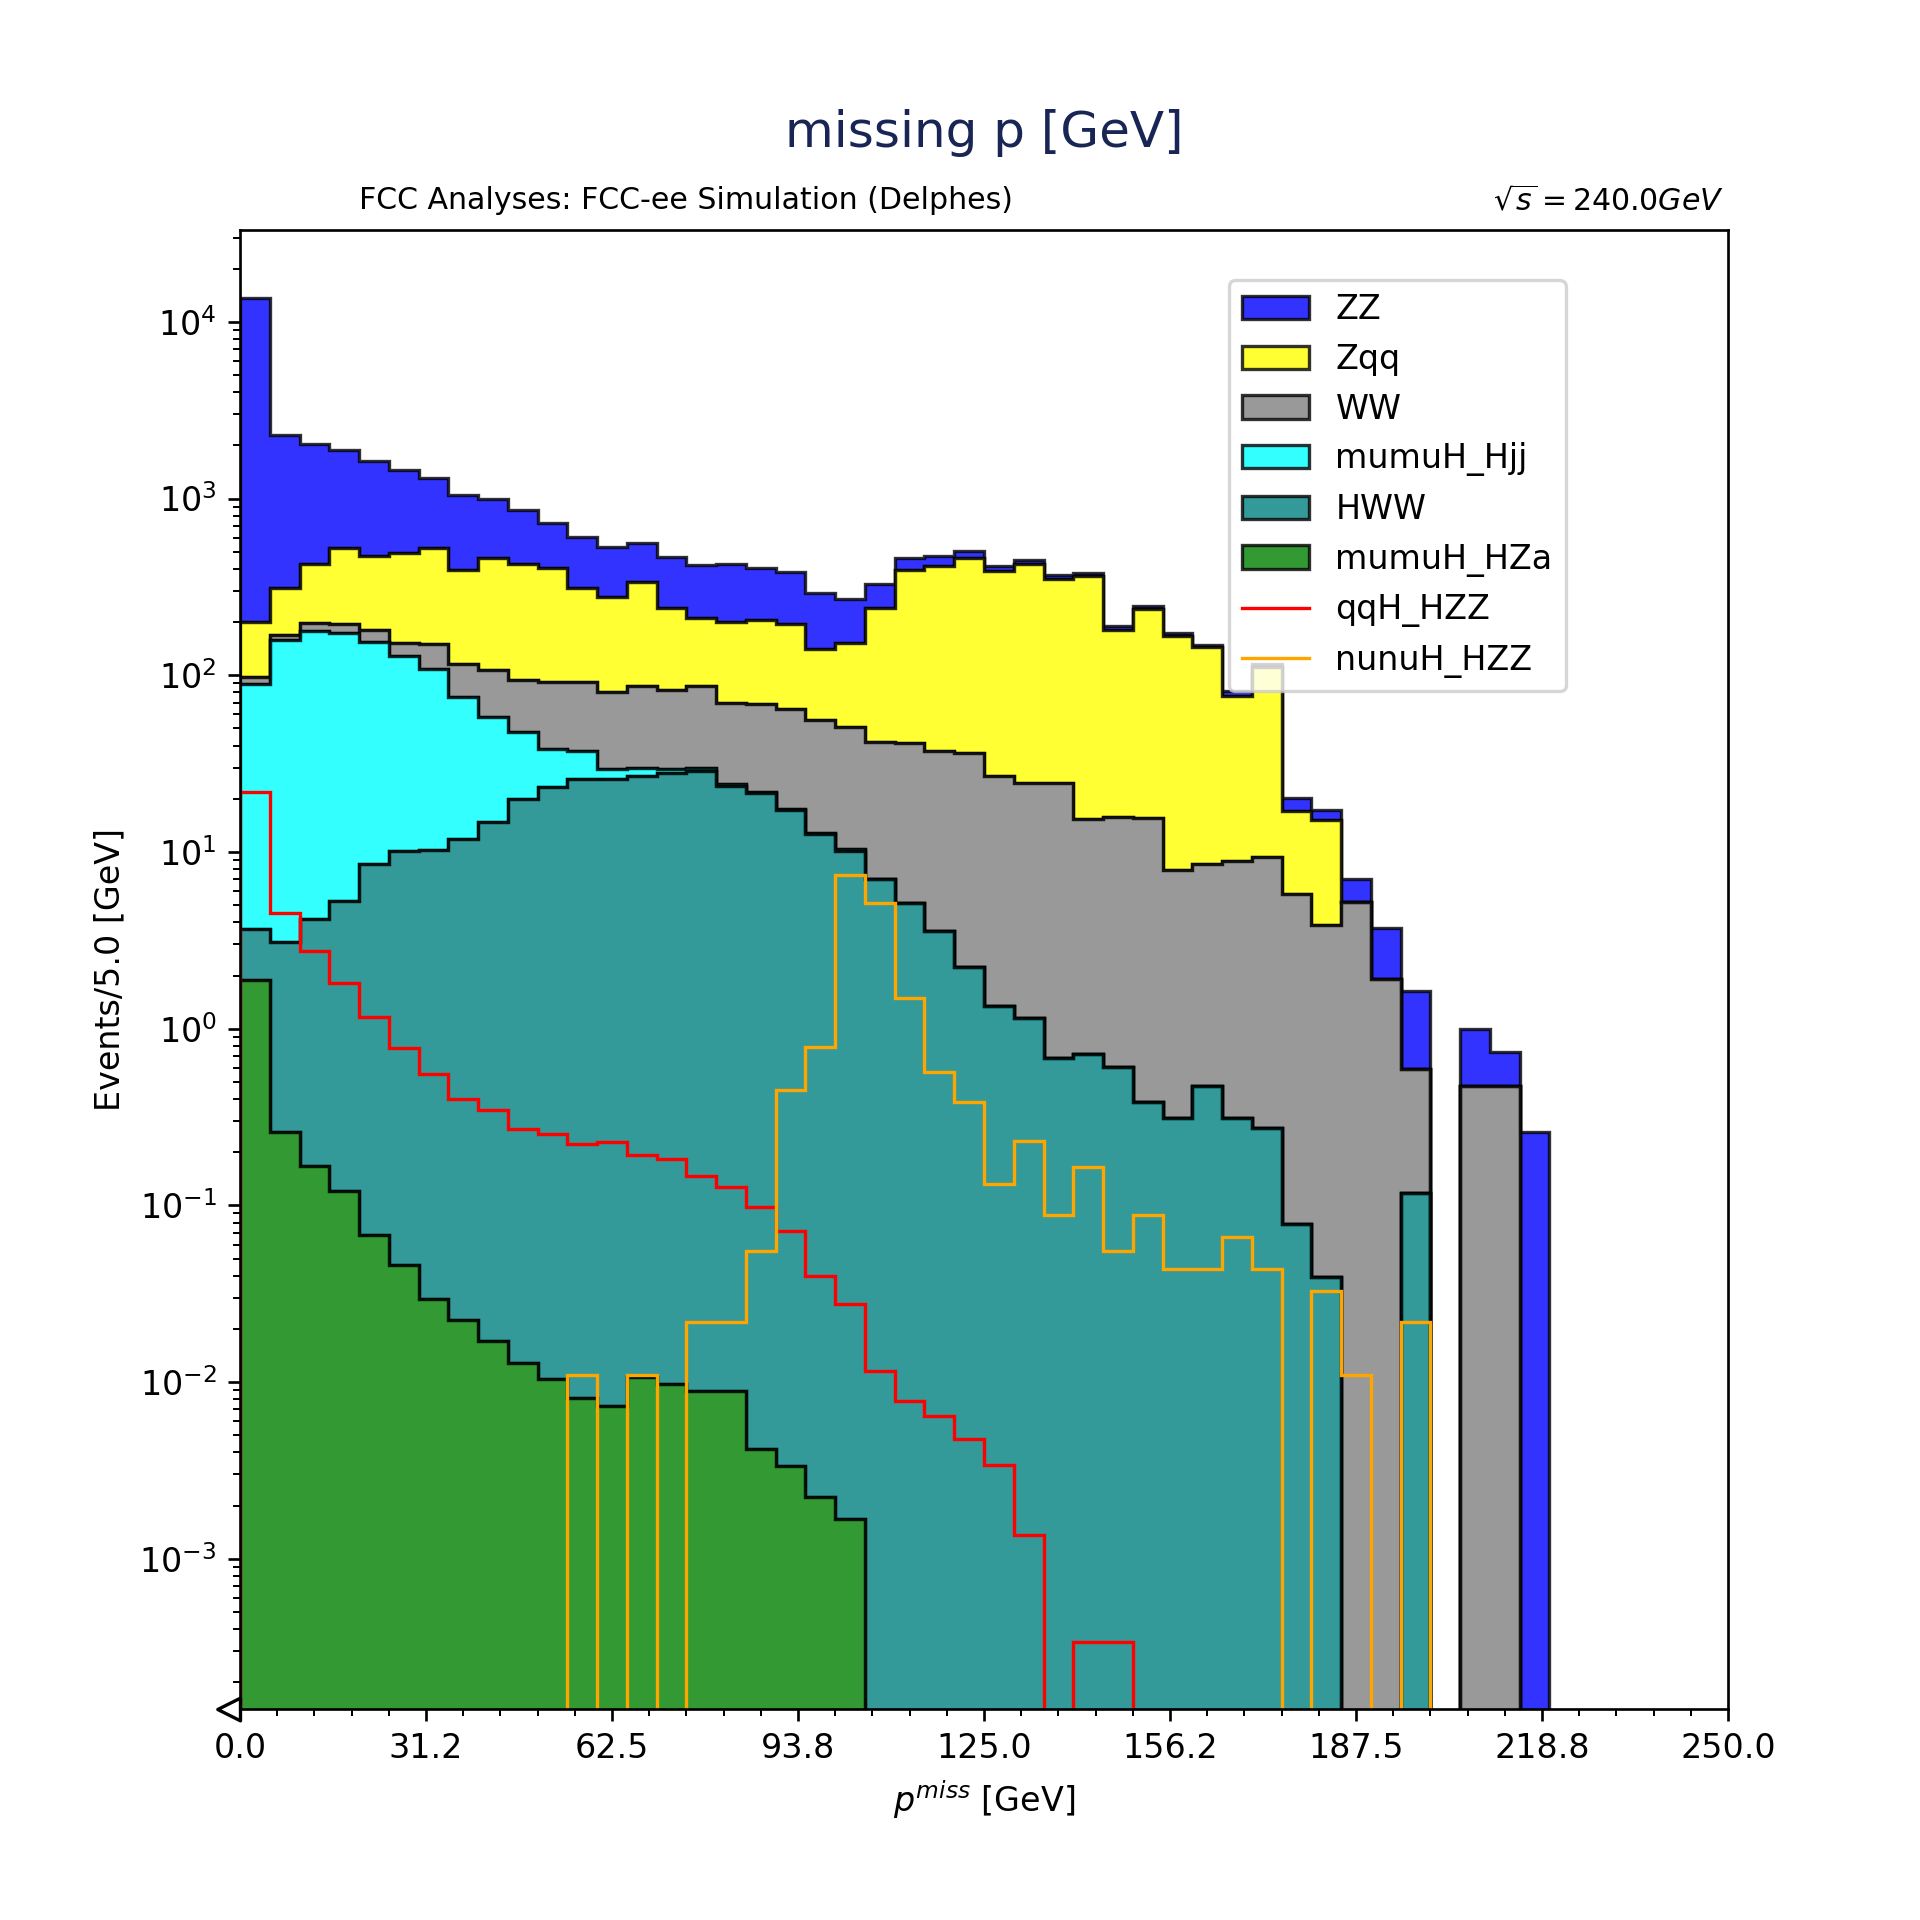 missing p [GeV]
FCC Analyses: FCC-ee Simulation (Delphes)
√s = 240.0GeV
ZZ
Zqq
WW
mumuH_Hjj
HWW
mumuH_HZa
qqH_HZZ
nunuH_HZZ
Events/5.0 [GeV]
10⁴
10³
10²
10¹
10⁰
10⁻¹
10⁻²
10⁻³
0.0 31.2 62.5 93.8 125.0 156.2 187.5 218.8 250.0
pᵐⁱˢˢ [GeV]